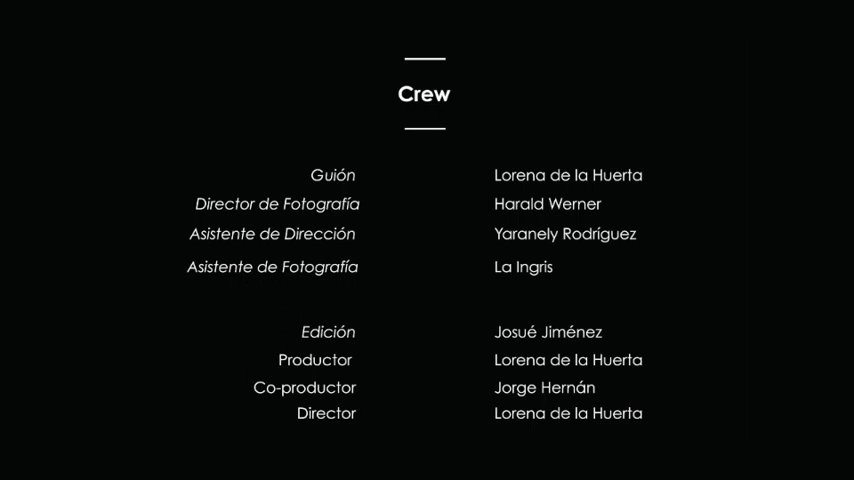 Crew
Guión Lorena de la Huerta
Director de Fotografía Harald Werner
Asistente de Dirección Yaranely Rodríguez
Asistente de Fotografía La Ingris
Edición Josué Jiménez
Productor Lorena de la Huerta
Co-productor Jorge Hernán
Director Lorena de la Huerta